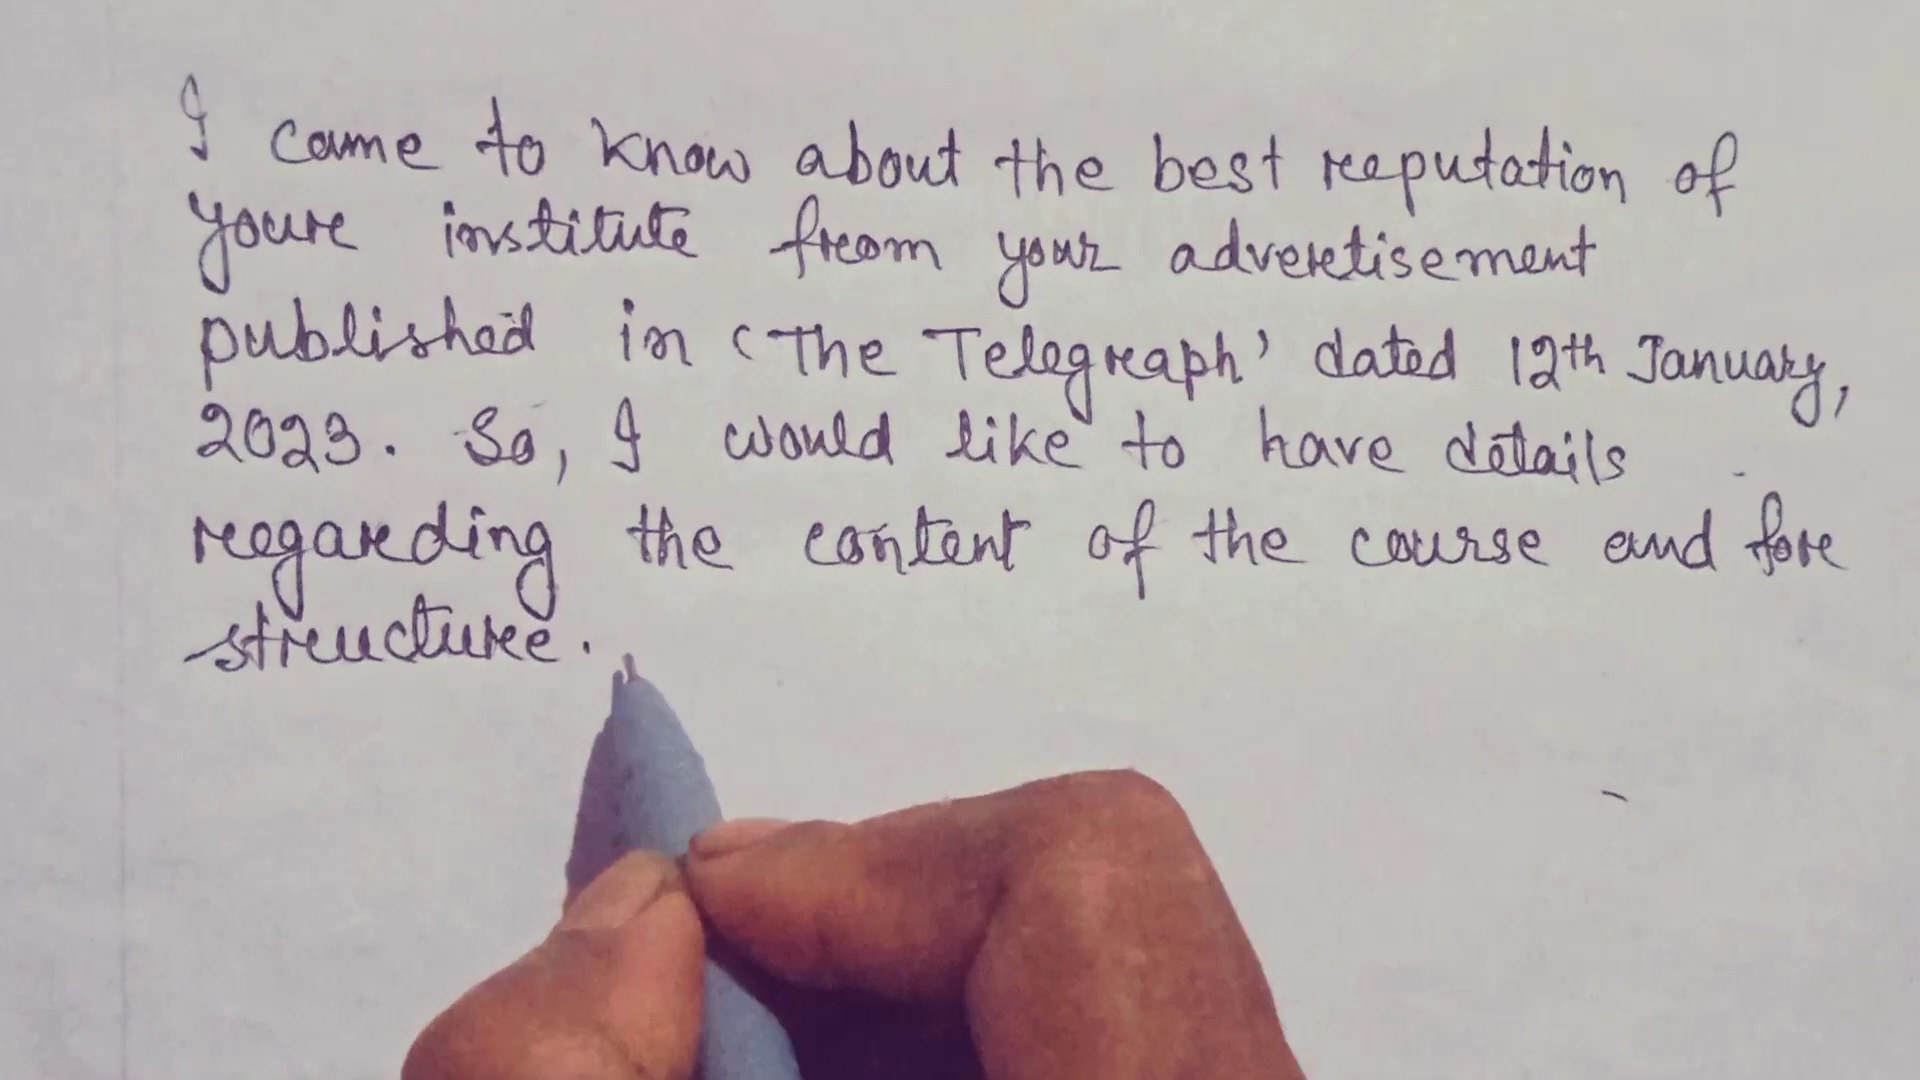 I came to know about the best reputation of
your institute from your advertisement
published in 'The Telegraph' dated 12th January,
2023. So, I would like to have details
regarding the content of the course and fore
structure.